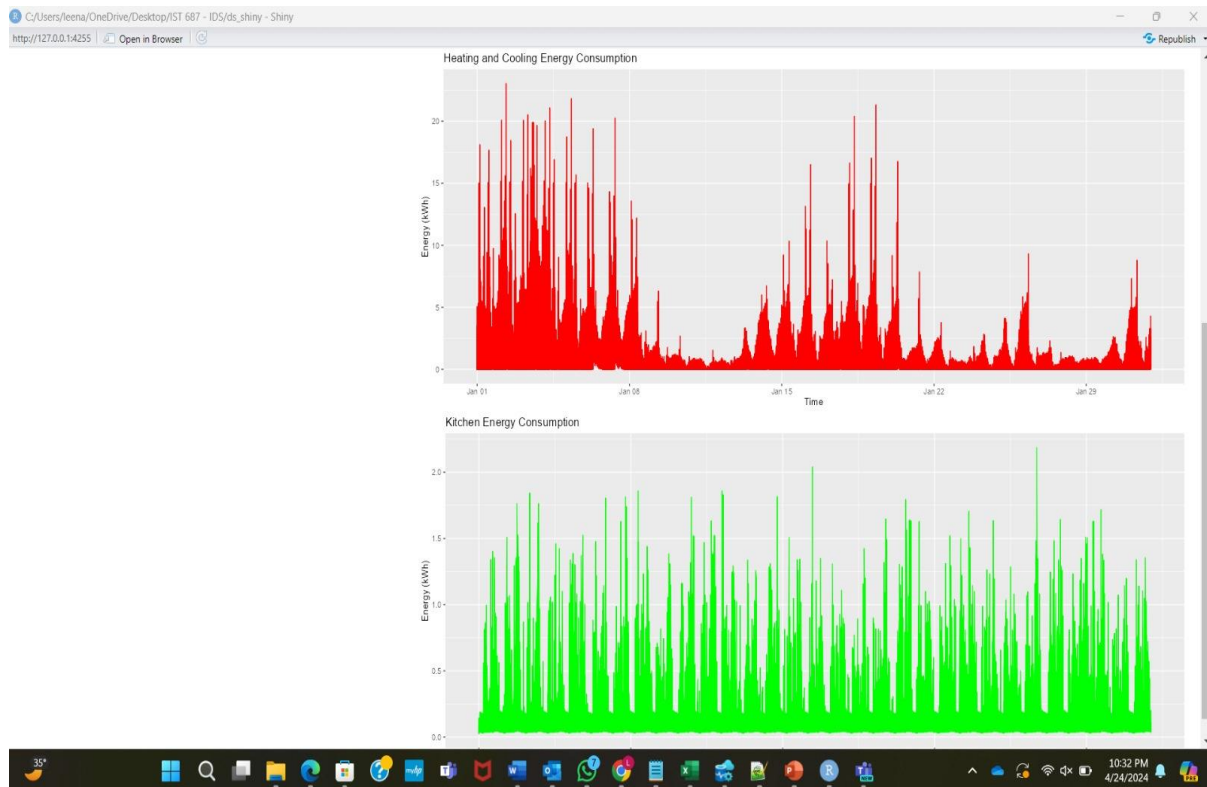 C:/Users/leena/OneDrive/Desktop/IST 687 - IDS/ds_shiny - Shiny
http://127.0.0.1:4255 Open in Browser Republish
Heating and Cooling Energy Consumption
20
15
10
5
0
Energy (kWh)
Jan 01 Jan 08 Jan 15 Jan 22 Jan 29
Time
Kitchen Energy Consumption
2.0
1.5
1.0
0.5
0.0
Energy (kWh)
35°
7
10:32 PM
4/24/2024